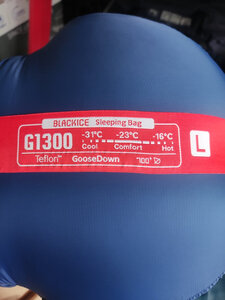 BLACKICE Sleeping Bag
G1300 -31°C -23°C -16°C
Cool Comfort Hot
Teflon™ GooseDown
L